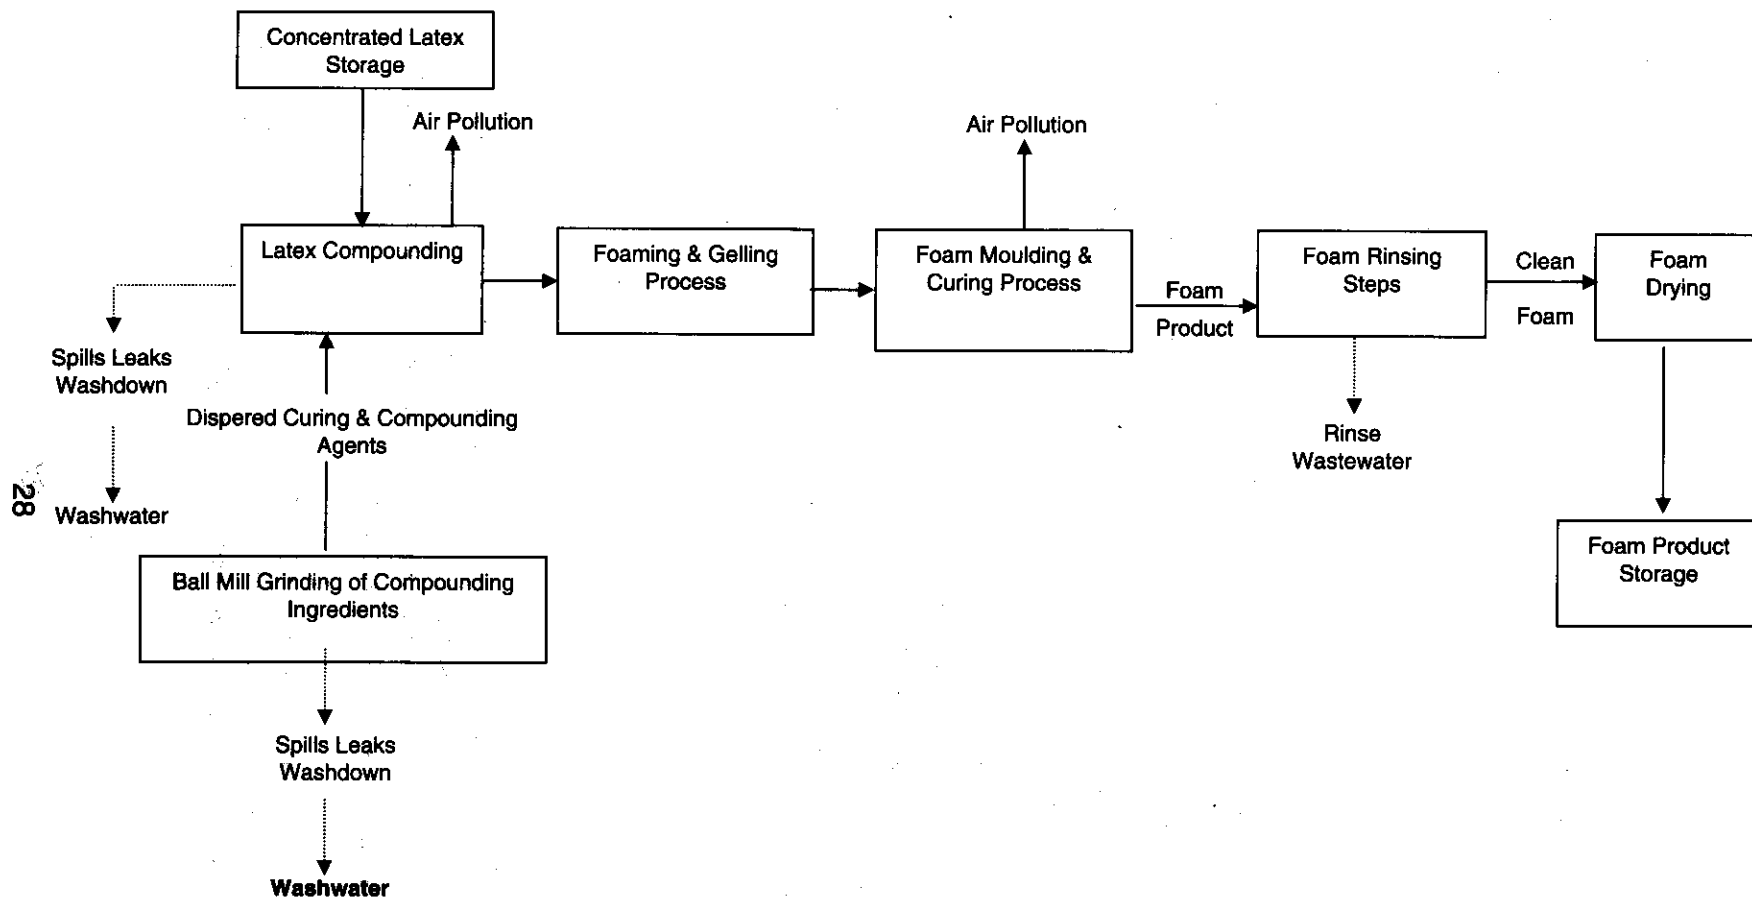 Concentrated Latex
Storage
Air Pollution
Air Pollution
Latex Compounding
Foaming & Gelling
Process
Foam Moulding &
Curing Process
Foam
Product
Foam Rinsing
Steps
Clean
Foam
Foam
Drying
Spills Leaks
Washdown
Dispered Curing & Compounding
Agents
Rinse
Wastewater
28
Washwater
Ball Mill Grinding of Compounding
Ingredients
Foam Product
Storage
Spills Leaks
Washdown
Washwater